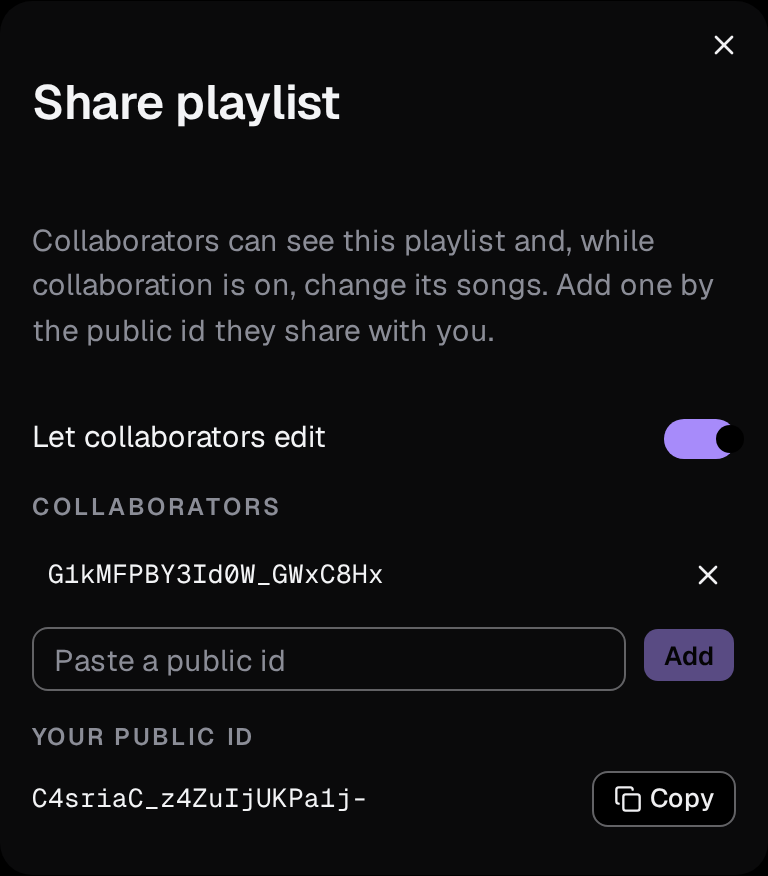 Share playlist
Collaborators can see this playlist and, while
collaboration is on, change its songs. Add one by
the public id they share with you.
Let collaborators edit
COLLABORATORS
G1kMFPBY3Id0W_GWxC8Hx
Paste a public id
Add
YOUR PUBLIC ID
C4sriaC_z4ZuIjUKPa1j-
Copy